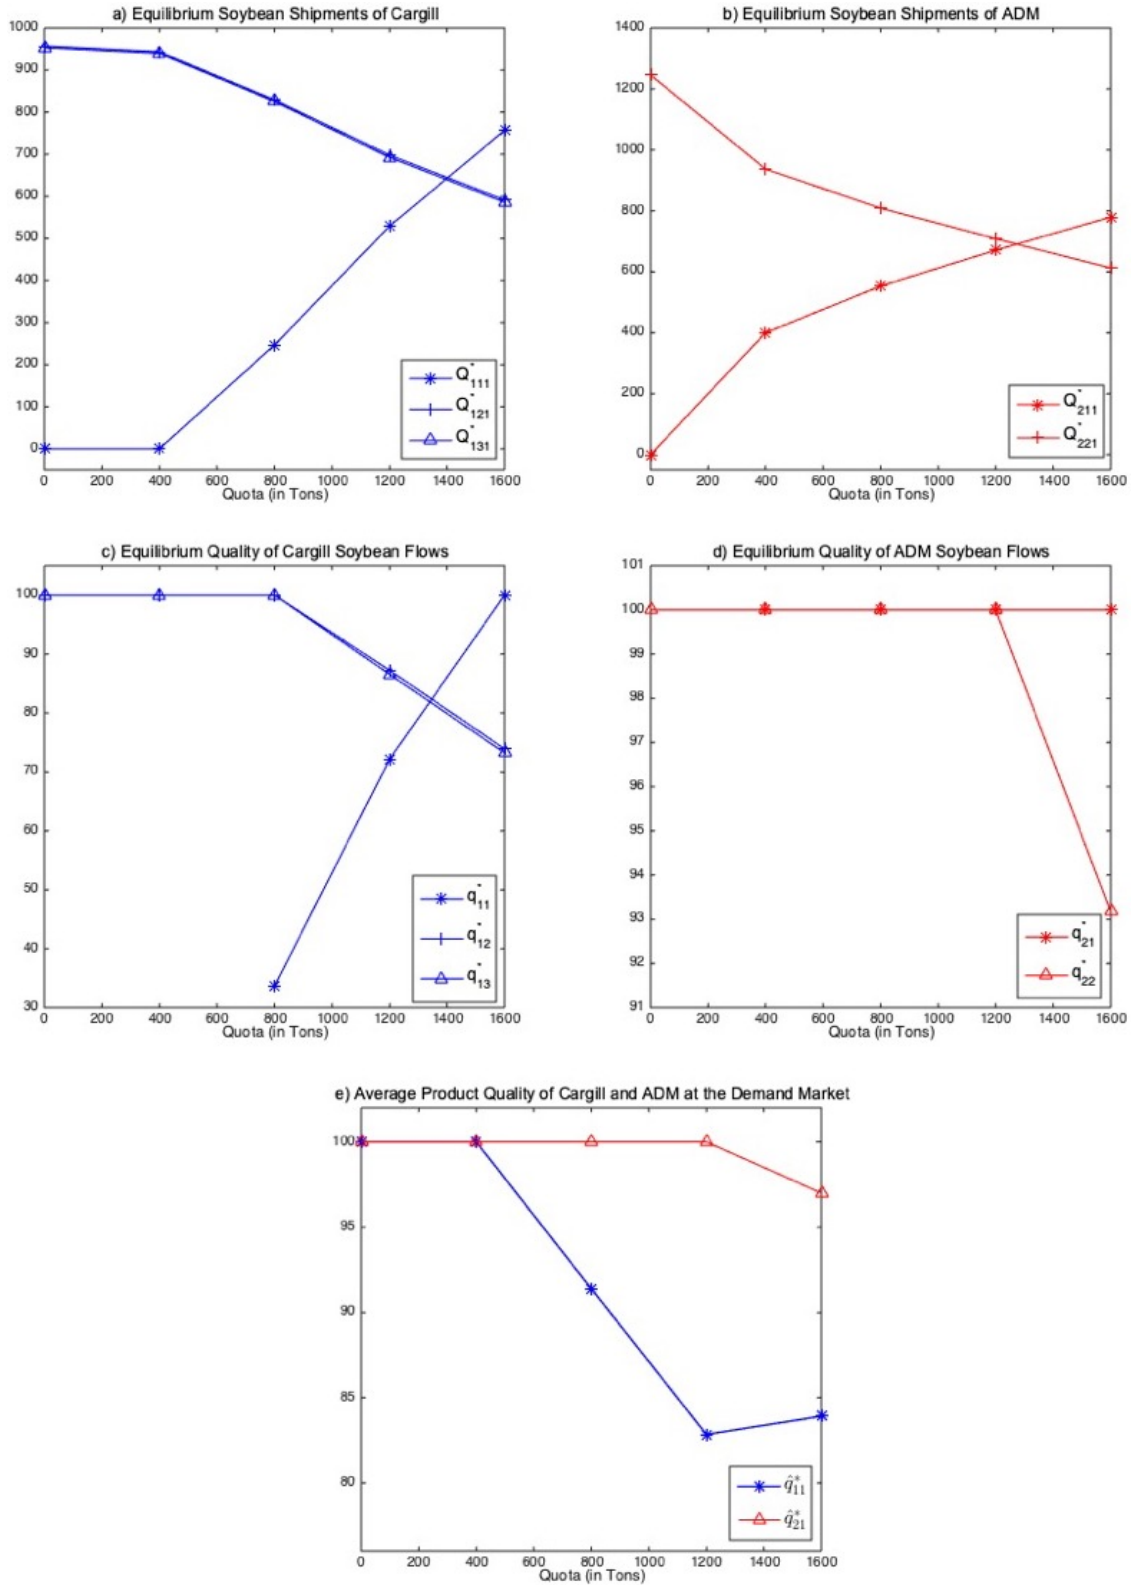 a) Equilibrium Soybean Shipments of Cargill
1000
900
800
700
600
500
400
300
200
100
0
0 200 400 600 800 1000 1200 1400 1600
Quota (in Tons)
Q*111
Q*121
Q*131
b) Equilibrium Soybean Shipments of ADM
1400
1200
1000
800
600
400
200
0
0 200 400 600 800 1000 1200 1400 1600
Quota (in Tons)
Q*211
Q*221
c) Equilibrium Quality of Cargill Soybean Flows
100
90
80
70
60
50
40
30
0 200 400 600 800 1000 1200 1400 1600
Quota (in Tons)
q*11
q*12
q*13
d) Equilibrium Quality of ADM Soybean Flows
101
100
99
98
97
96
95
94
93
92
91
0 200 400 600 800 1000 1200 1400 1600
Quota (in Tons)
q*21
q*22
e) Average Product Quality of Cargill and ADM at the Demand Market
100
95
90
85
80
0 200 400 600 800 1000 1200 1400 1600
Quota (in Tons)
q̂*11
q̂*21